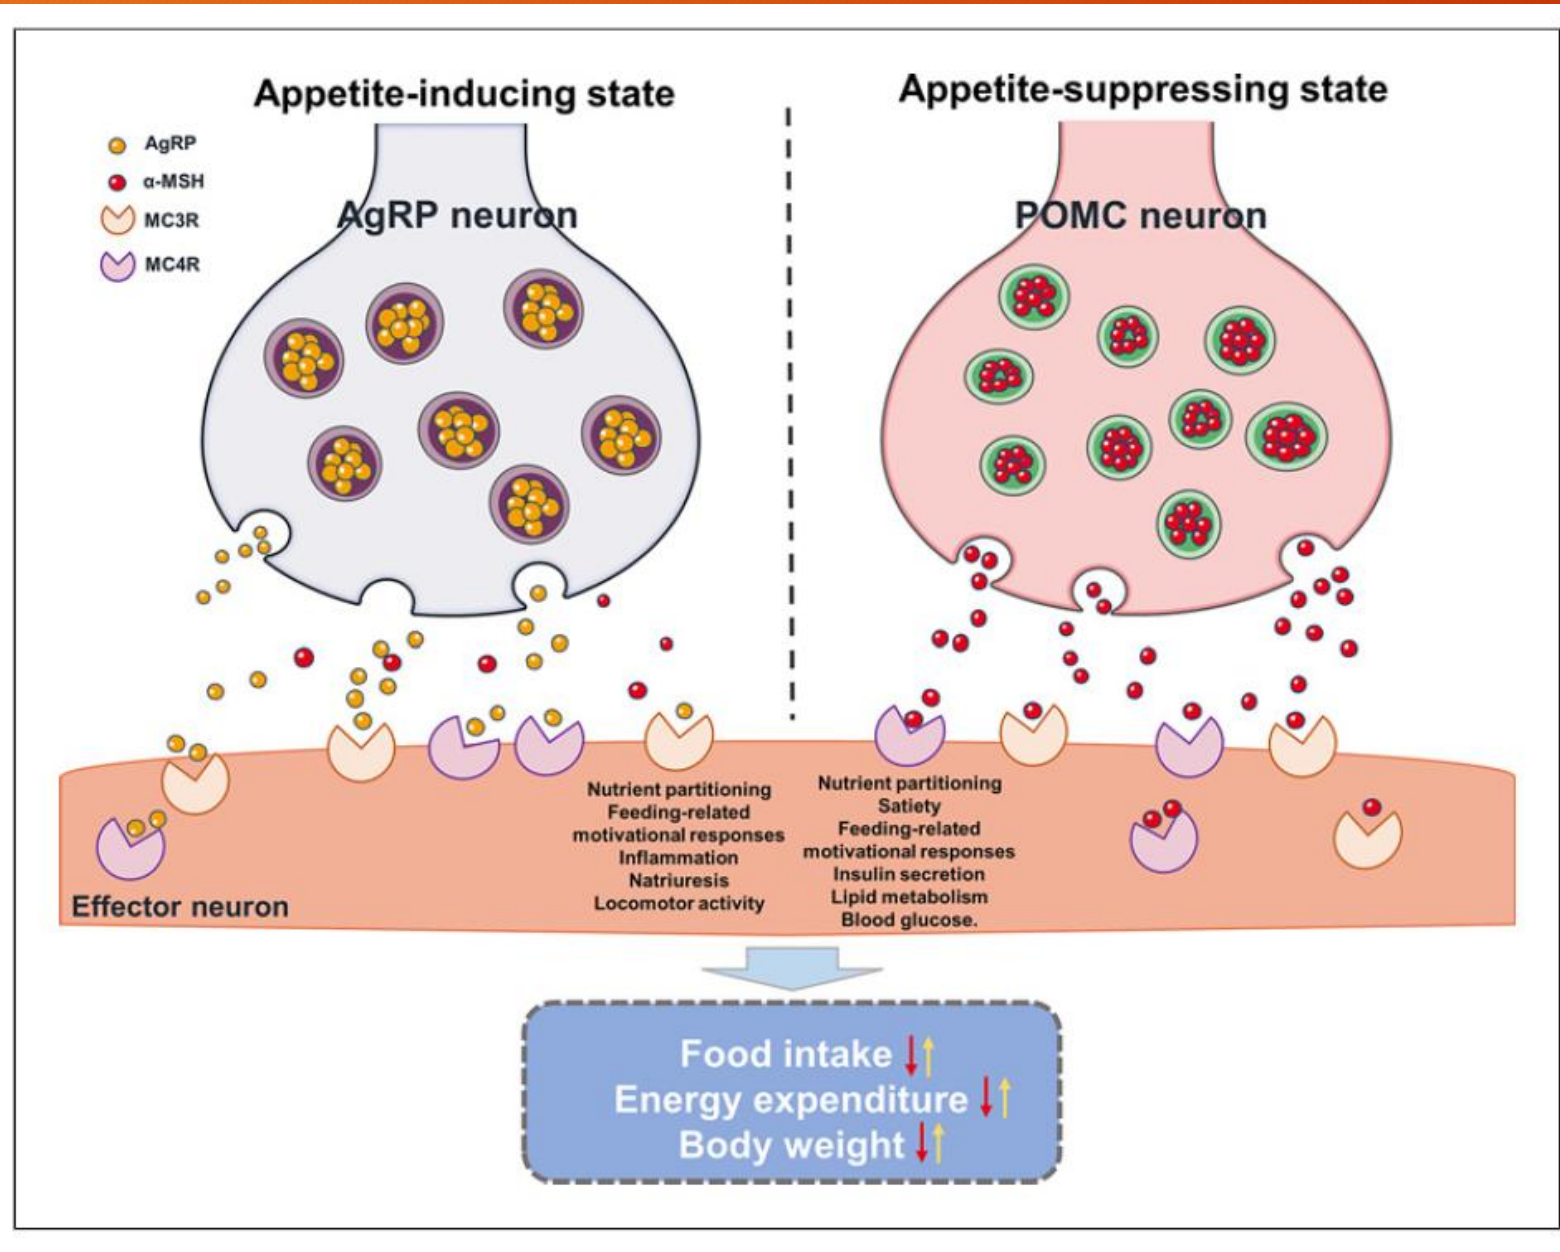 Appetite-inducing state
Appetite-suppressing state
AgRP
α-MSH
MC3R
MC4R
AgRP neuron
POMC neuron
Nutrient partitioning
Feeding-related
motivational responses
Inflammation
Natriuresis
Locomotor activity
Nutrient partitioning
Satiety
Feeding-related
motivational responses
Insulin secretion
Lipid metabolism
Blood glucose.
Effector neuron
Food intake ↓↑
Energy expenditure ↓↑
Body weight ↓↑